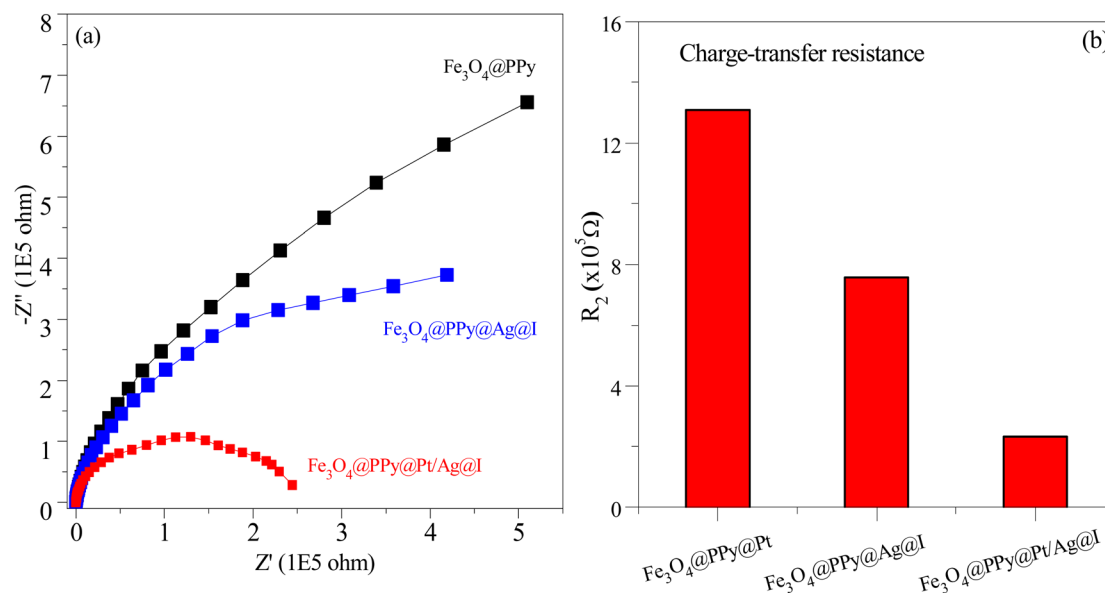 (a)
8
7
6
5
4
3
2
1
0
-Z'' (1E5 ohm)
Fe₃O₄@PPy
Fe₃O₄@PPy@Ag@I
Fe₃O₄@PPy@Pt/Ag@I
0 1 2 3 4 5
Z' (1E5 ohm)
(b)
Charge-transfer resistance
16
12
8
4
0
R₂ (x10⁵Ω)
Fe₃O₄@PPy@Pt
Fe₃O₄@PPy@Ag@I
Fe₃O₄@PPy@Pt/Ag@I